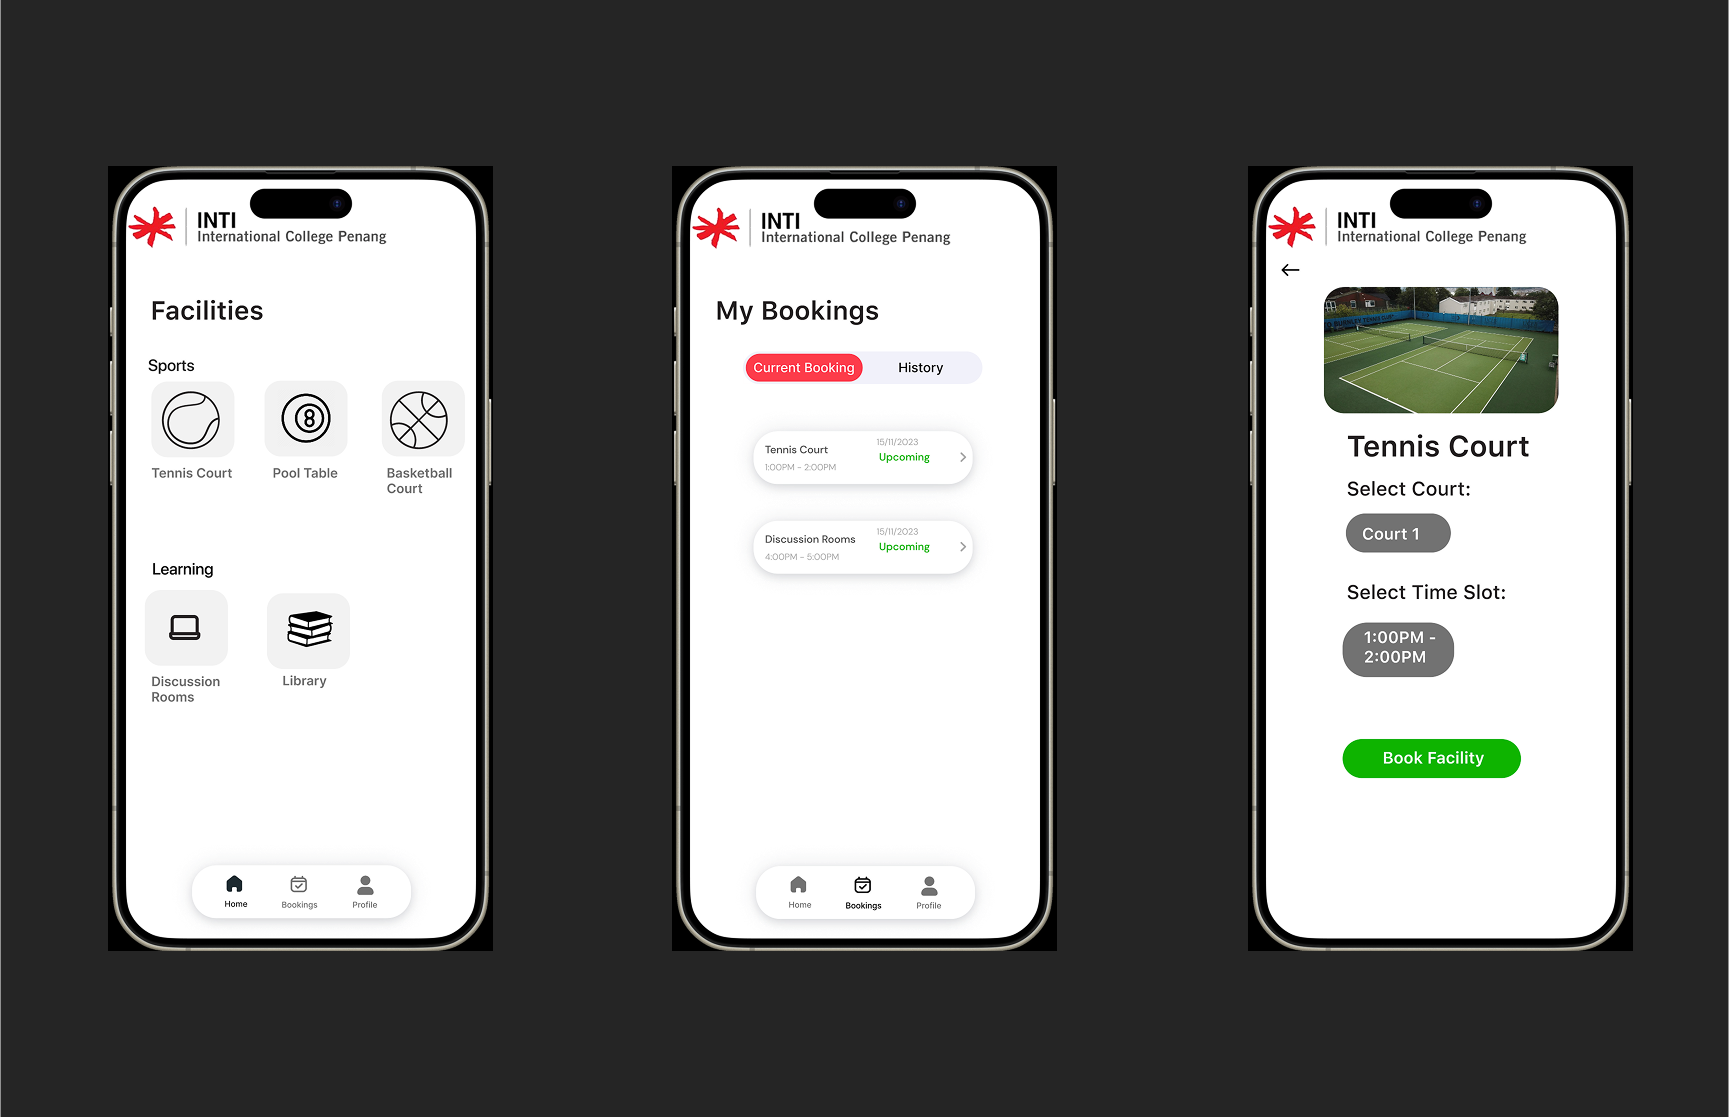 INTI
International College Penang
Facilities
Sports
Tennis Court
Pool Table
Basketball
Court
Learning
Discussion
Rooms
Library
Home
Bookings
Profile
INTI
International College Penang
My Bookings
Current Booking
History
Tennis Court
15/11/2023
1:00PM - 2:00PM
Upcoming
Discussion Rooms
15/11/2023
4:00PM - 5:00PM
Upcoming
Home
Bookings
Profile
INTI
International College Penang
BURNLEY TENNIS CLUB
Tennis Court
Select Court:
Court 1
Select Time Slot:
1:00PM -
2:00PM
Book Facility